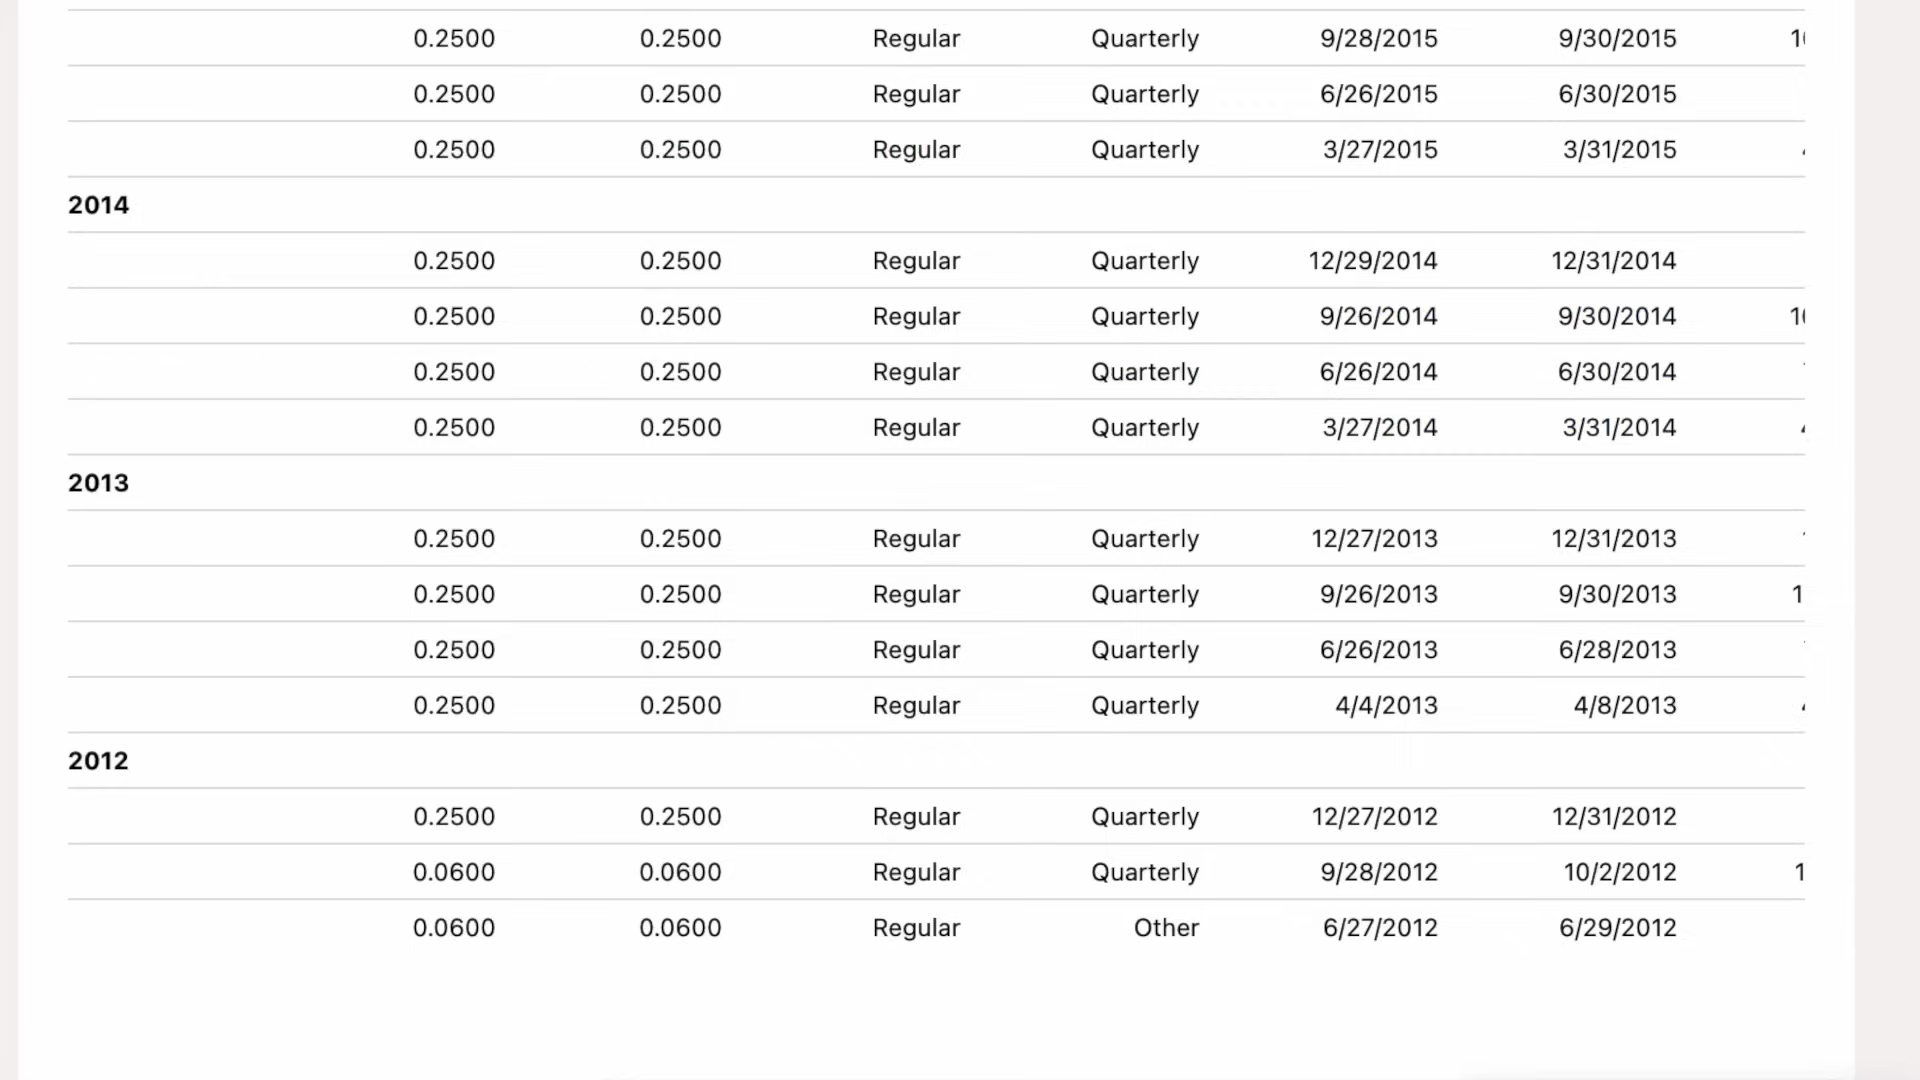 0.2500 0.2500 Regular Quarterly 9/28/2015 9/30/2015
0.2500 0.2500 Regular Quarterly 6/26/2015 6/30/2015
0.2500 0.2500 Regular Quarterly 3/27/2015 3/31/2015
2014
0.2500 0.2500 Regular Quarterly 12/29/2014 12/31/2014
0.2500 0.2500 Regular Quarterly 9/26/2014 9/30/2014
0.2500 0.2500 Regular Quarterly 6/26/2014 6/30/2014
0.2500 0.2500 Regular Quarterly 3/27/2014 3/31/2014
2013
0.2500 0.2500 Regular Quarterly 12/27/2013 12/31/2013
0.2500 0.2500 Regular Quarterly 9/26/2013 9/30/2013
0.2500 0.2500 Regular Quarterly 6/26/2013 6/28/2013
0.2500 0.2500 Regular Quarterly 4/4/2013 4/8/2013
2012
0.2500 0.2500 Regular Quarterly 12/27/2012 12/31/2012
0.0600 0.0600 Regular Quarterly 9/28/2012 10/2/2012
0.0600 0.0600 Regular Other 6/27/2012 6/29/2012